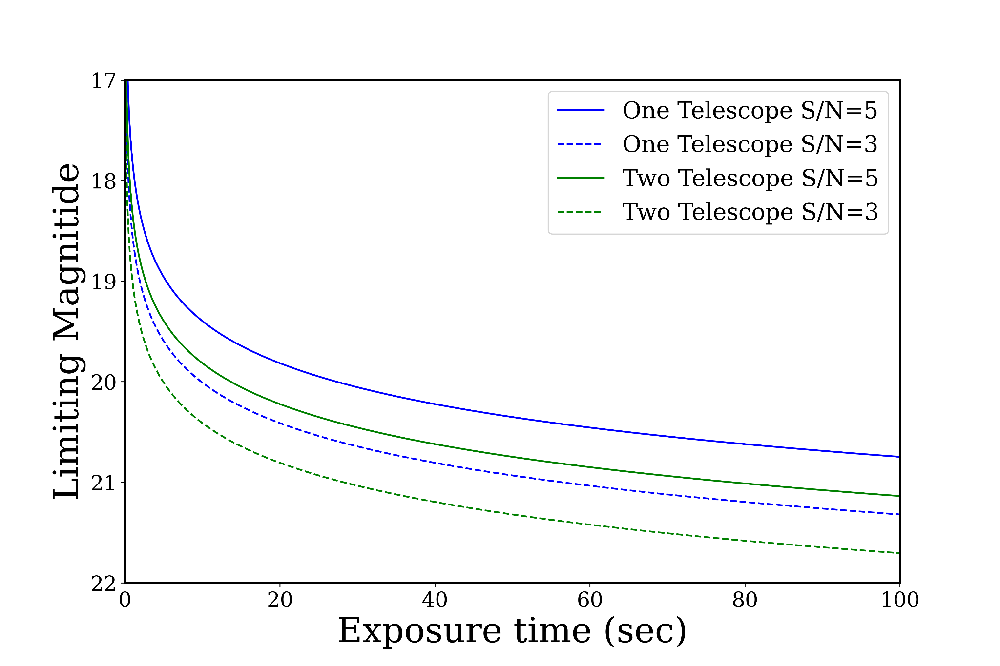 17
18
19
20
21
22
Limiting Magnitide
One Telescope S/N=5
One Telescope S/N=3
Two Telescope S/N=5
Two Telescope S/N=3
0 20 40 60 80 100
Exposure time (sec)